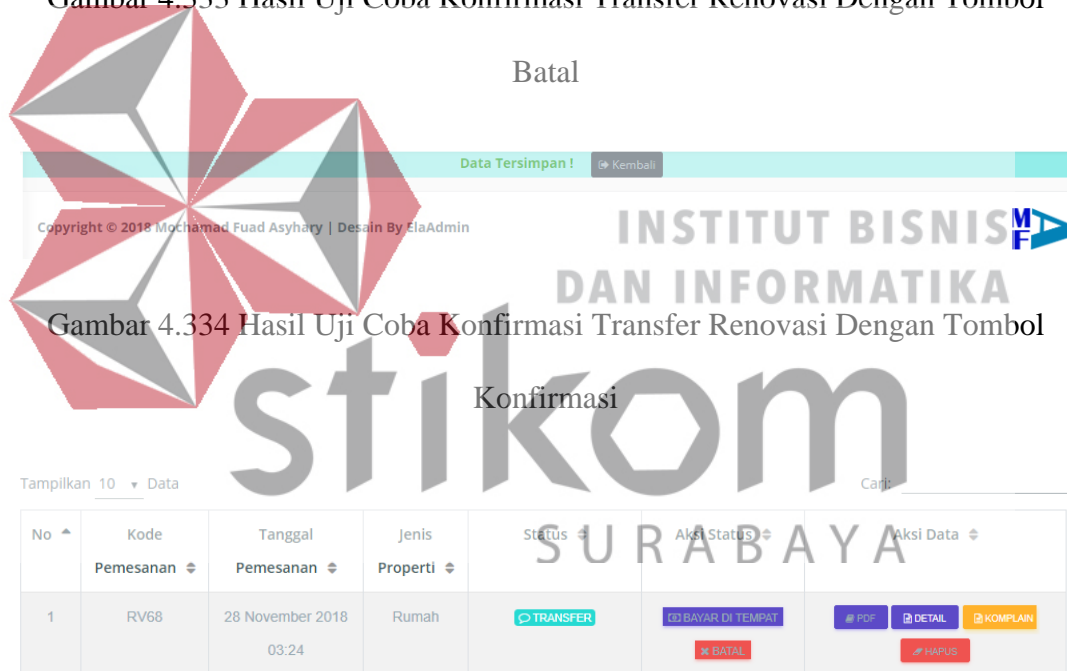 Gambar 4.333 Hasil Uji Coba Konfirmasi Transfer Renovasi Dengan Tombol
Batal
Data Tersimpan ! Kembali
Copyright © 2018 Mochamad Fuad Asyhary | Desain By ElaAdmin
MF
INSTITUT BISNIS
DAN INFORMATIKA
Gambar 4.334 Hasil Uji Coba Konfirmasi Transfer Renovasi Dengan Tombol
Konfirmasi
stikom
SURABAYA
Tampilkan 10 Data Cari:
No Kode Pemesanan Tanggal Pemesanan Jenis Properti Status Aksi Status Aksi Data
1 RV68 28 November 2018 Rumah TRANSFER BAYAR DI TEMPAT PDF DETAIL KOMPLAIN
03:24 BATAL HAPUS